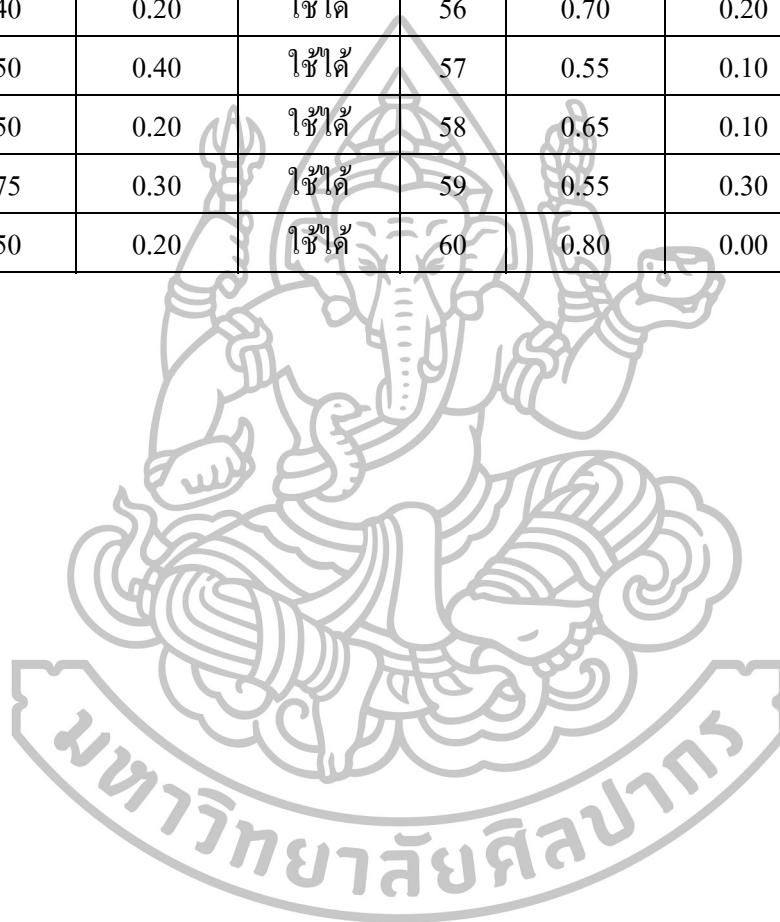 40 0.20 ใช้ได้ 56 0.70 0.20
50 0.40 ใช้ได้ 57 0.55 0.10
50 0.20 ใช้ได้ 58 0.65 0.10
75 0.30 ใช้ได้ 59 0.55 0.30
50 0.20 ใช้ได้ 60 0.80 0.00
มหาวิทยาลัยศิลปากร